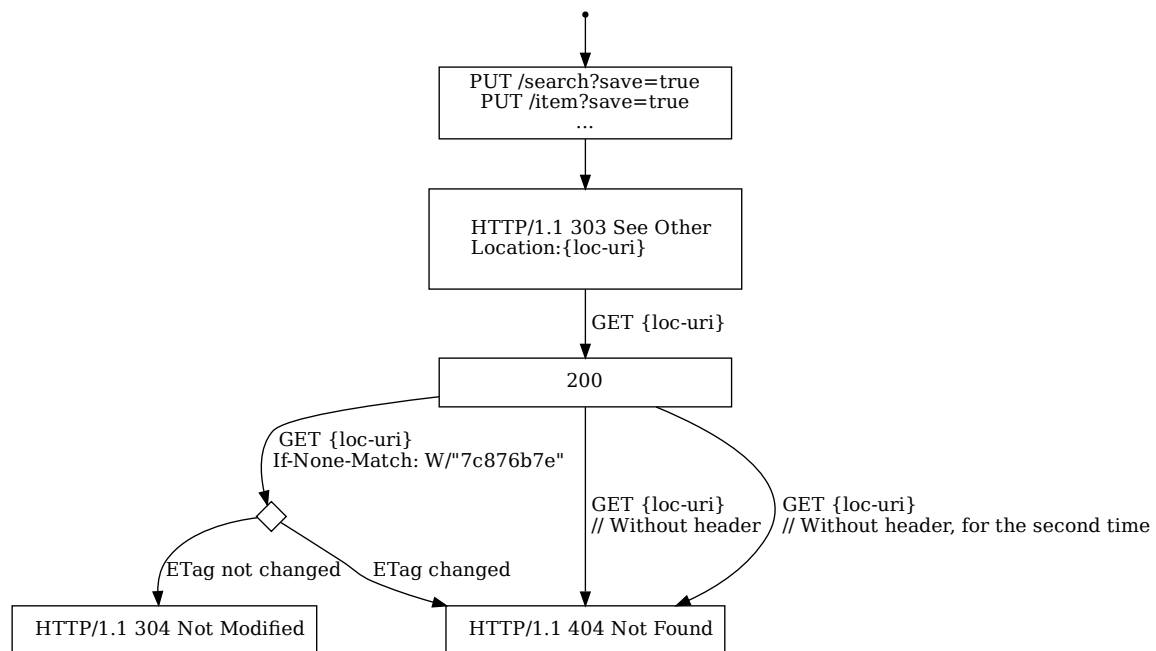 PUT /search?save=true
PUT /item?save=true
...
HTTP/1.1 303 See Other
Location:{loc-uri}
GET {loc-uri}
200
GET {loc-uri}
If-None-Match: W/"7c876b7e"
GET {loc-uri}
// Without header
GET {loc-uri}
// Without header, for the second time
ETag not changed
ETag changed
HTTP/1.1 304 Not Modified
HTTP/1.1 404 Not Found